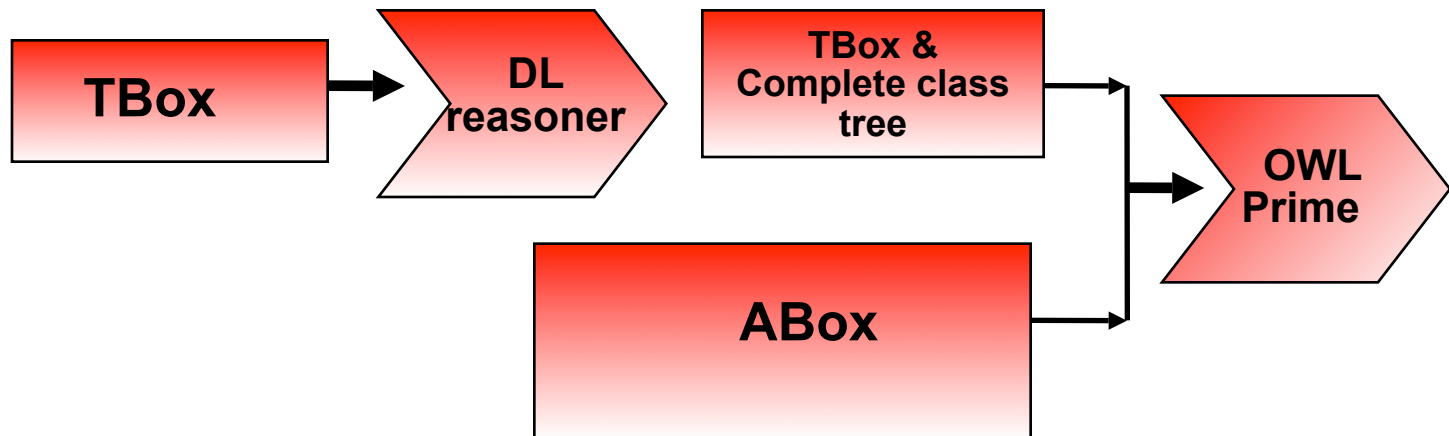 TBox
DL
reasoner
TBox &
Complete class
tree
OWL
Prime
ABox